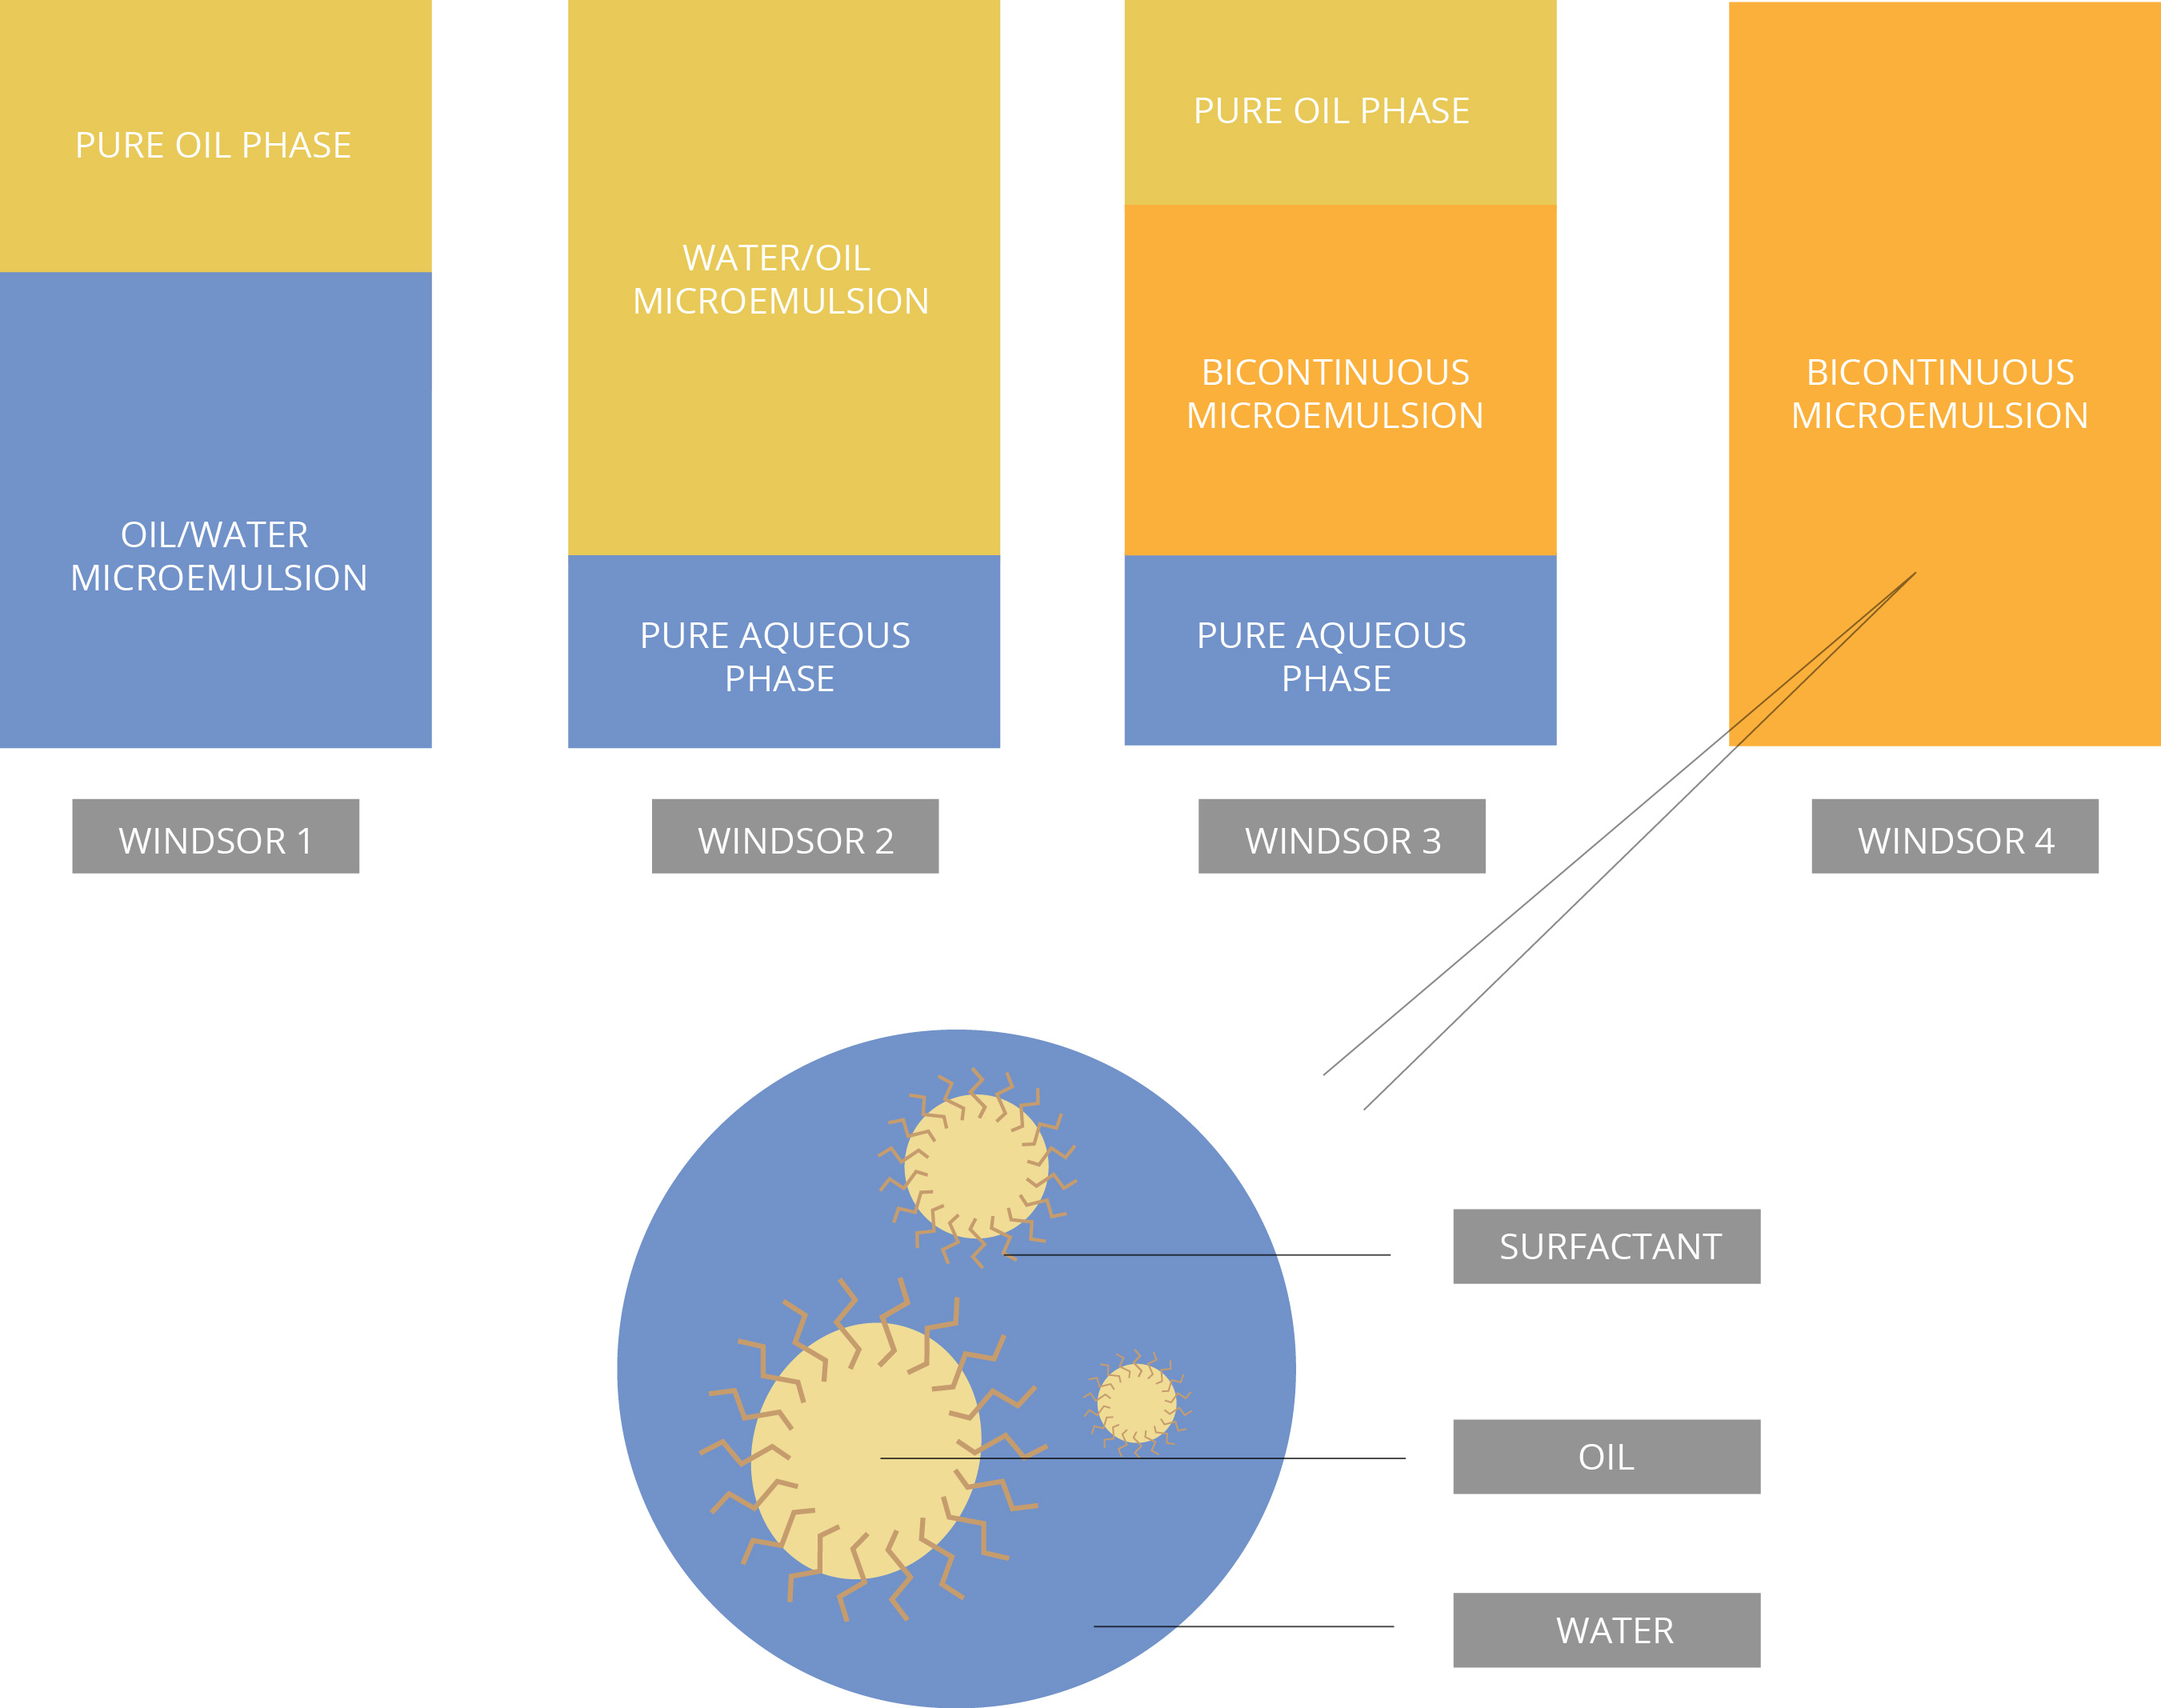 PURE OIL PHASE
OIL/WATER
MICROEMULSION
WINDSOR 1
WATER/OIL
MICROEMULSION
PURE AQUEOUS
PHASE
WINDSOR 2
PURE OIL PHASE
BICONTINUOUS
MICROEMULSION
PURE AQUEOUS
PHASE
WINDSOR 3
BICONTINUOUS
MICROEMULSION
WINDSOR 4
SURFACTANT
OIL
WATER